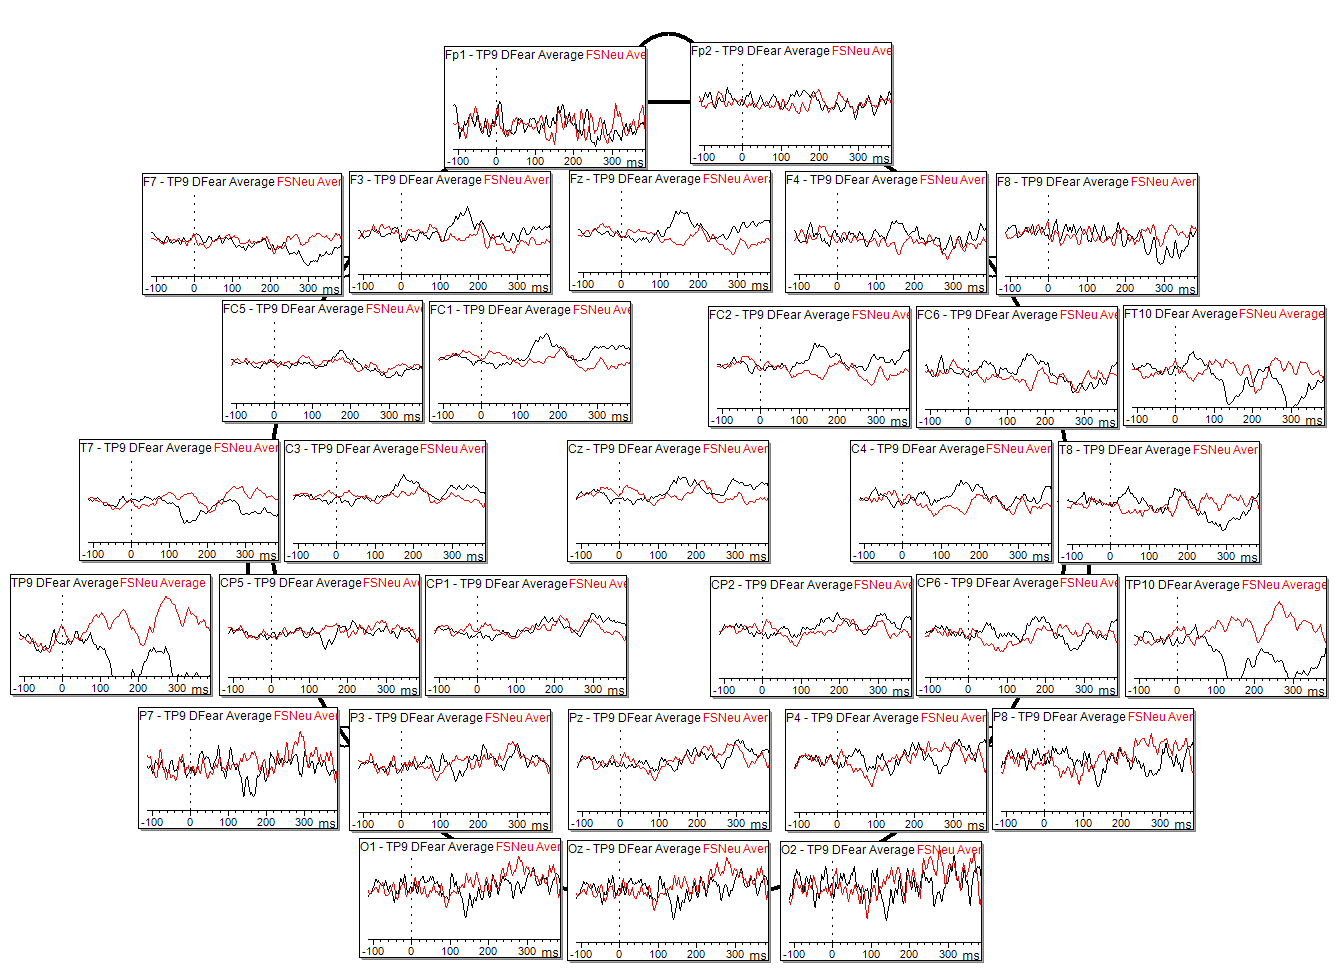 Fp1 - TP9 DFear Average FSNeu Ave
-100 0 100 200 300 ms
Fp2 - TP9 DFear Average FSNeu Ave
-100 0 100 200 300 ms
F7 - TP9 DFear Average FSNeu Aver
-100 0 100 200 300 ms
F3 - TP9 DFear Average FSNeu Aver
-100 0 100 200 300 ms
Fz - TP9 DFear Average FSNeu Avera
-100 0 100 200 300 ms
F4 - TP9 DFear Average FSNeu Aver
-100 0 100 200 300 ms
F8 - TP9 DFear Average FSNeu Aver
-100 0 100 200 300 ms
FC5 - TP9 DFear Average FSNeu Av
-100 0 100 200 300 ms
FC1 - TP9 DFear Average FSNeu Ave
-100 0 100 200 300 ms
FC2 - TP9 DFear Average FSNeu Av
-100 0 100 200 300 ms
FC6 - TP9 DFear Average FSNeu Ave
-100 0 100 200 300 ms
FT10 DFear Average FSNeu Average
-100 0 100 200 300 ms
T7 - TP9 DFear Average FSNeu Aver
-100 0 100 200 300 ms
C3 - TP9 DFear Average FSNeu Aver
-100 0 100 200 300 ms
Cz - TP9 DFear Average FSNeu Aver
-100 0 100 200 300 ms
C4 - TP9 DFear Average FSNeu Aver
-100 0 100 200 300 ms
T8 - TP9 DFear Average FSNeu Aver
-100 0 100 200 300 ms
TP9 DFear Average FSNeu Average
-100 0 100 200 300 ms
CP5 - TP9 DFear Average FSNeu Ave
-100 0 100 200 300 ms
CP1 - TP9 DFear Average FSNeu Ave
-100 0 100 200 300 ms
CP2 - TP9 DFear Average FSNeu Av
-100 0 100 200 300 ms
CP6 - TP9 DFear Average FSNeu Ave
-100 0 100 200 300 ms
TP10 DFear Average FSNeu Average
-100 0 100 200 300 ms
P7 - TP9 DFear Average FSNeu Aver
-100 0 100 200 300 ms
P3 - TP9 DFear Average FSNeu Aver
-100 0 100 200 300 ms
Pz - TP9 DFear Average FSNeu Aver
-100 0 100 200 300 ms
P4 - TP9 DFear Average FSNeu Aver
-100 0 100 200 300 ms
P8 - TP9 DFear Average FSNeu Aver
-100 0 100 200 300 ms
O1 - TP9 DFear Average FSNeu Aver
-100 0 100 200 300 ms
Oz - TP9 DFear Average FSNeu Aver
-100 0 100 200 300 ms
O2 - TP9 DFear Average FSNeu Aver
-100 0 100 200 300 ms